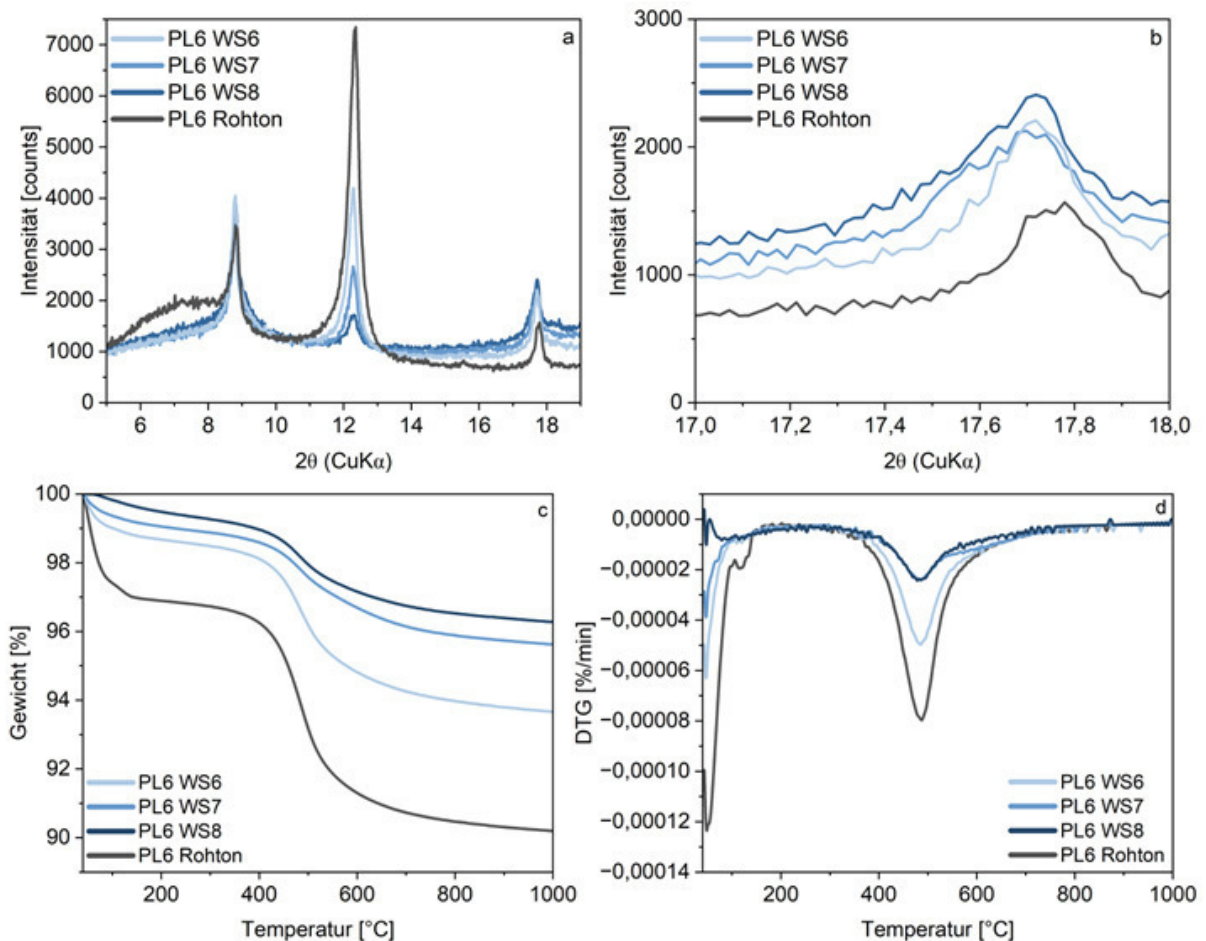 a
PL6 WS6
PL6 WS7
PL6 WS8
PL6 Rohton
Intensität [counts]
7000
6000
5000
4000
3000
2000
1000
0
6 8 10 12 14 16 18
2θ (CuKα)
b
PL6 WS6
PL6 WS7
PL6 WS8
PL6 Rohton
Intensität [counts]
3000
2000
1000
0
17,0 17,2 17,4 17,6 17,8 18,0
2θ (CuKα)
c
Gewicht [%]
100
98
96
94
92
90
PL6 WS6
PL6 WS7
PL6 WS8
PL6 Rohton
200 400 600 800 1000
Temperatur [°C]
d
DTG [%/min]
0,00000
−0,00002
−0,00004
−0,00006
−0,00008
−0,00010
−0,00012
−0,00014
PL6 WS6
PL6 WS7
PL6 WS8
PL6 Rohton
200 400 600 800 1000
Temperatur [°C]